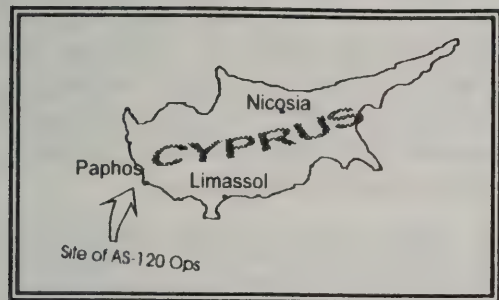 Nicosia
CYPRUS
Paphos
Limassol
Site of AS-120 Ops